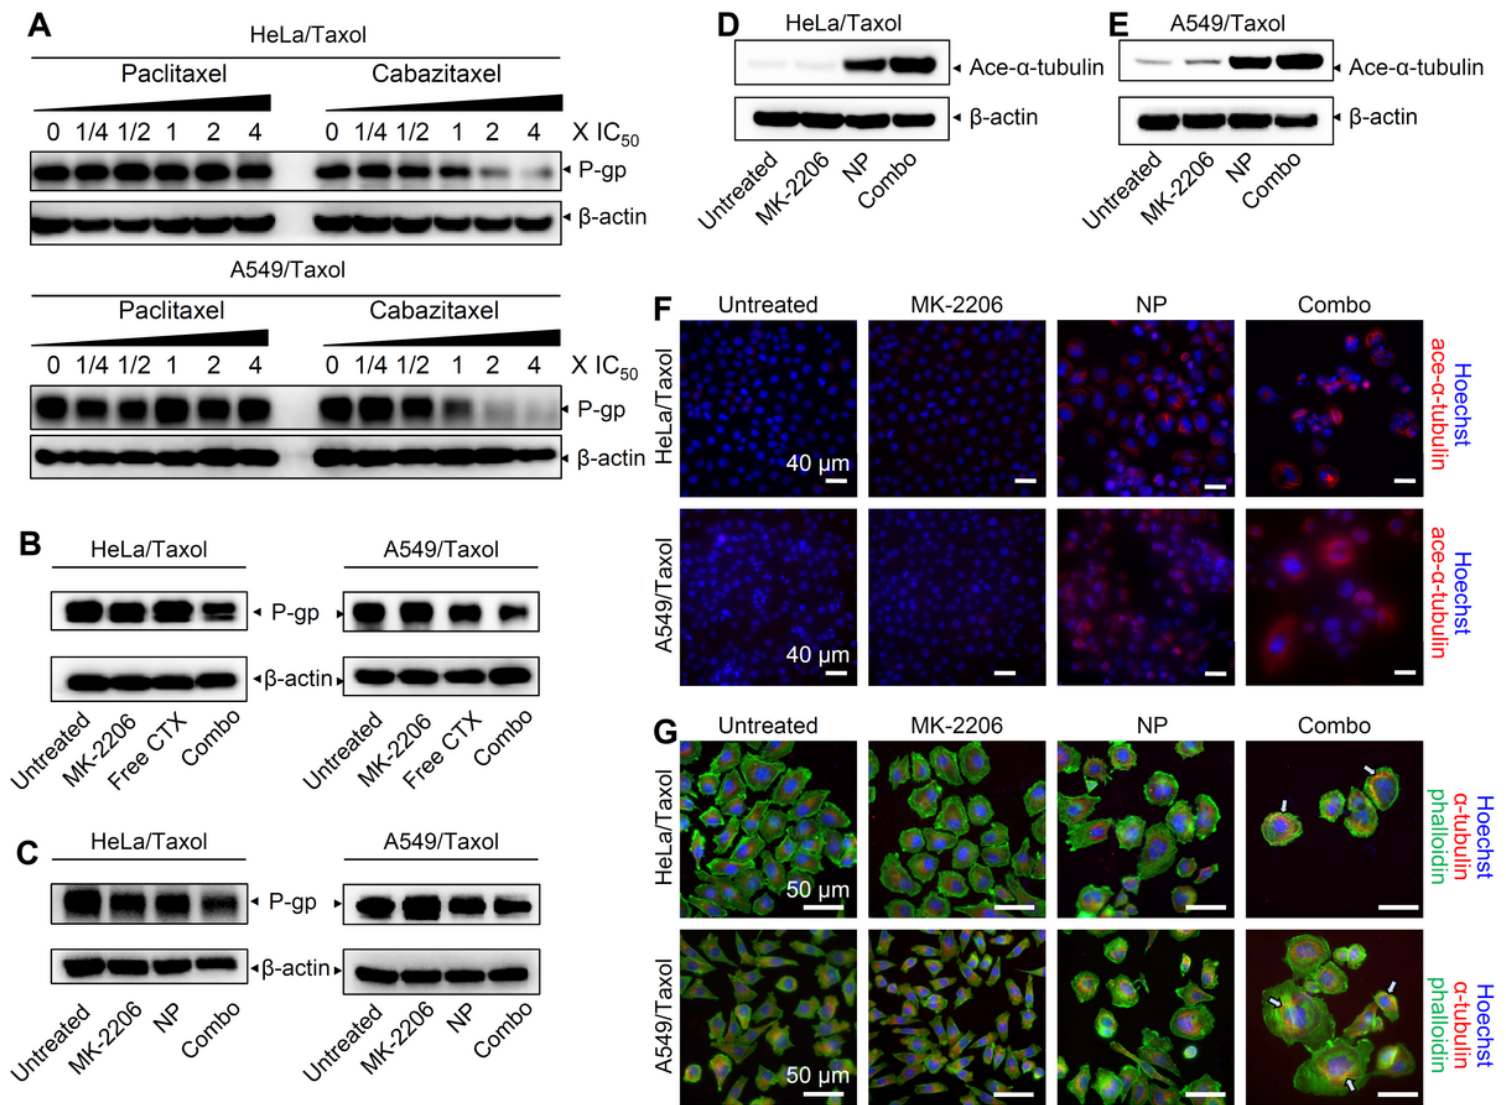 A
HeLa/Taxol
Paclitaxel Cabazitaxel
0 1/4 1/2 1 2 4 0 1/4 1/2 1 2 4 X IC50
P-gp
β-actin
A549/Taxol
Paclitaxel Cabazitaxel
0 1/4 1/2 1 2 4 0 1/4 1/2 1 2 4 X IC50
P-gp
β-actin
B
HeLa/Taxol A549/Taxol
P-gp
β-actin
Untreated MK-2206 Free CTX Combo Untreated MK-2206 Free CTX Combo
C
HeLa/Taxol A549/Taxol
P-gp
β-actin
Untreated MK-2206 NP Combo Untreated MK-2206 NP Combo
D
HeLa/Taxol
Ace-α-tubulin
β-actin
Untreated MK-2206 NP Combo
E
A549/Taxol
Ace-α-tubulin
β-actin
Untreated MK-2206 NP Combo
F
Untreated MK-2206 NP Combo
HeLa/Taxol
40 µm
Hoechst
ace-α-tubulin
A549/Taxol
40 µm
Hoechst
ace-α-tubulin
G
Untreated MK-2206 NP Combo
HeLa/Taxol
50 µm
Hoechst
α-tubulin
phalloidin
A549/Taxol
50 µm
Hoechst
α-tubulin
phalloidin